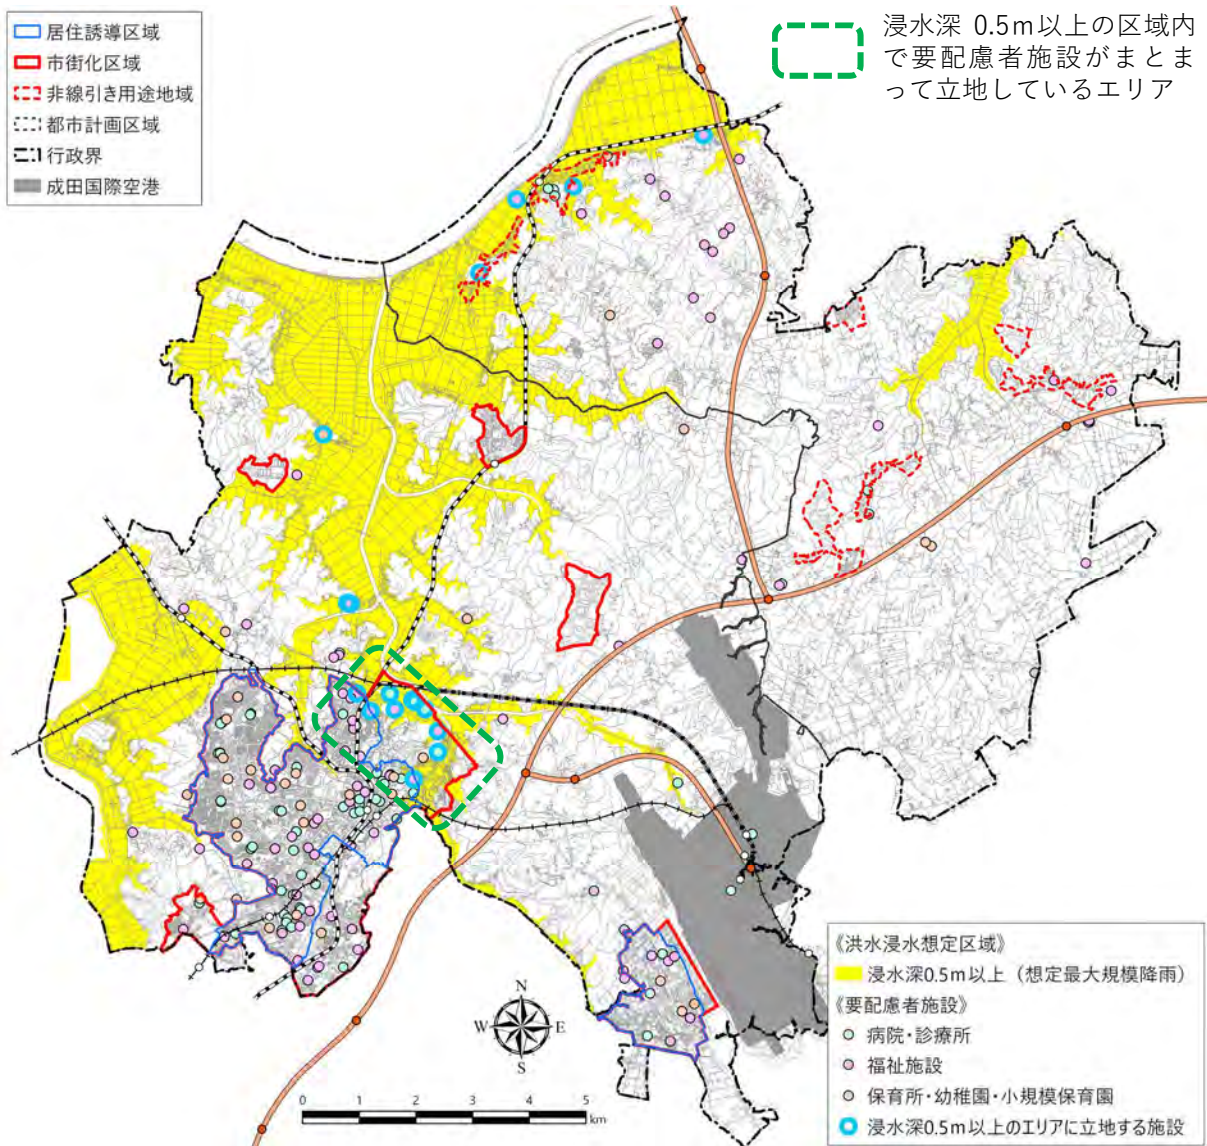 居住誘導区域
市街化区域
非線引き用途地域
都市計画区域
行政界
成田国際空港
浸水深 0.5m以上の区域内
で要配慮者施設がまとま
って立地しているエリア
N
W
E
S
0 1 2 3 4 5
km
《洪水浸水想定区域》
浸水深0.5m以上（想定最大規模降雨）
《要配慮者施設》
病院・診療所
福祉施設
保育所・幼稚園・小規模保育園
浸水深0.5m以上のエリアに立地する施設